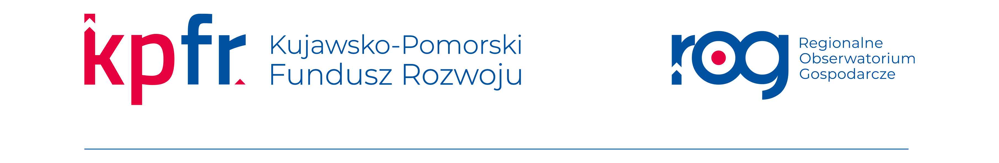 kpfr
Kujawsko-Pomorski
Fundusz Rozwoju
rog
Regionalne
Obserwatorium
Gospodarcze